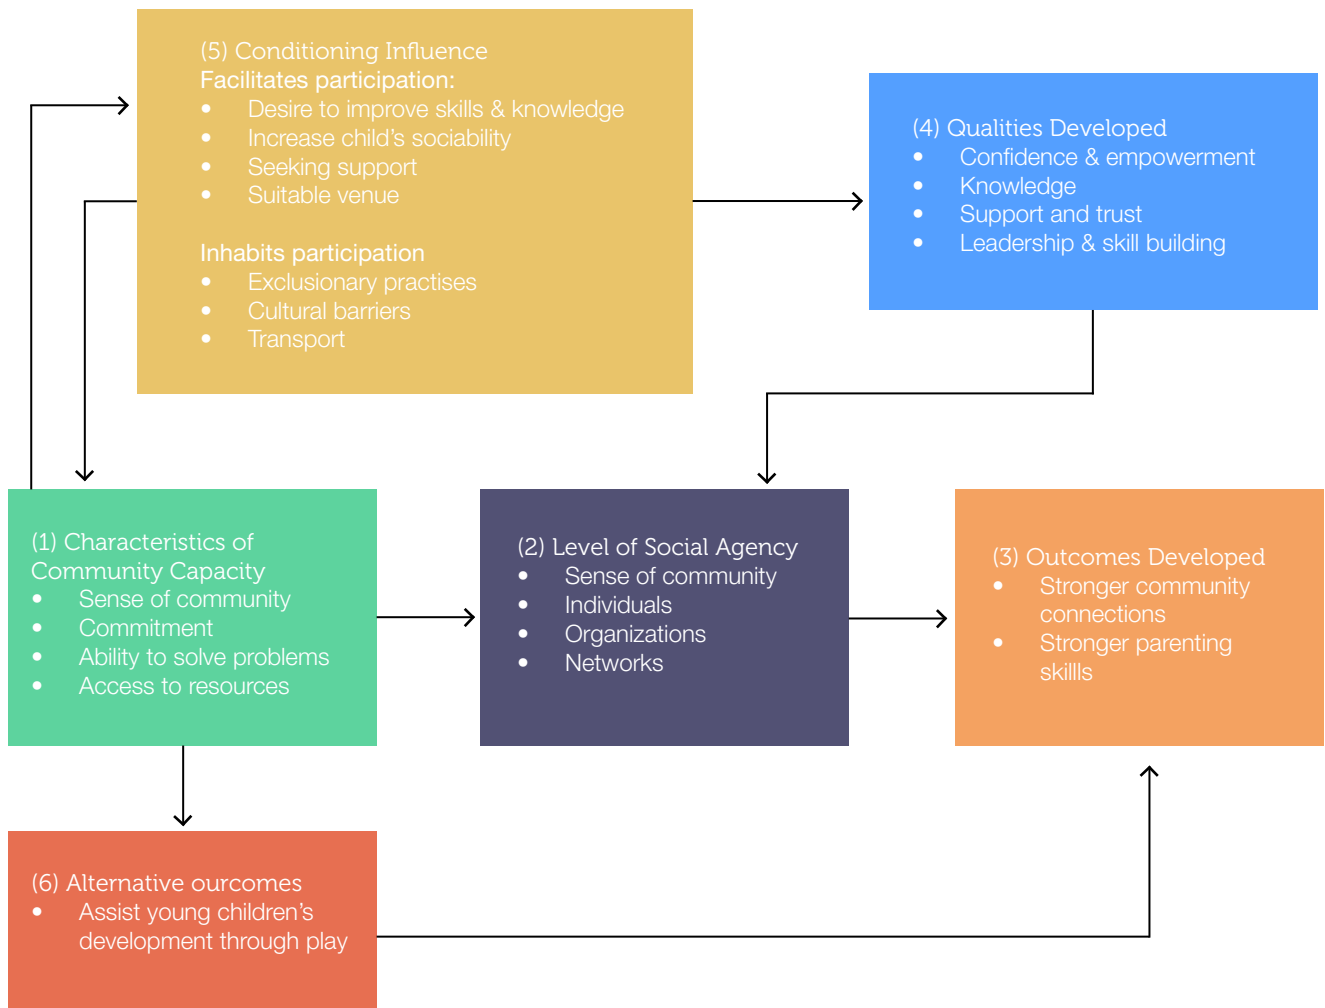 (5) Conditioning Influence
Facilitates participation:
• Desire to improve skills & knowledge
• Increase child’s sociability
• Seeking support
• Suitable venue
Inhabits participation
• Exclusionary practises
• Cultural barriers
• Transport
(4) Qualities Developed
• Confidence & empowerment
• Knowledge
• Support and trust
• Leadership & skill building
(1) Characteristics of
Community Capacity
• Sense of community
• Commitment
• Ability to solve problems
• Access to resources
(2) Level of Social Agency
• Sense of community
• Individuals
• Organizations
• Networks
(3) Outcomes Developed
• Stronger community
connections
• Stronger parenting
skillls
(6) Alternative ourcomes
• Assist young children’s
development through play